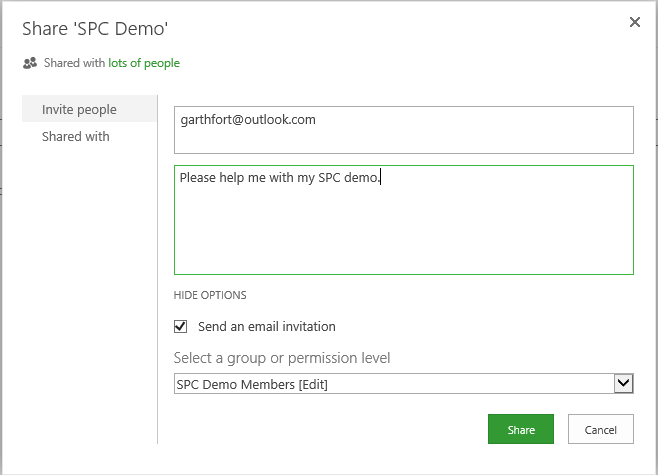 Share 'SPC Demo'
Shared with lots of people
Invite people
Shared with
garthfort@outlook.com
Please help me with my SPC demo.
HIDE OPTIONS
Send an email invitation
Select a group or permission level
SPC Demo Members [Edit]
Share
Cancel